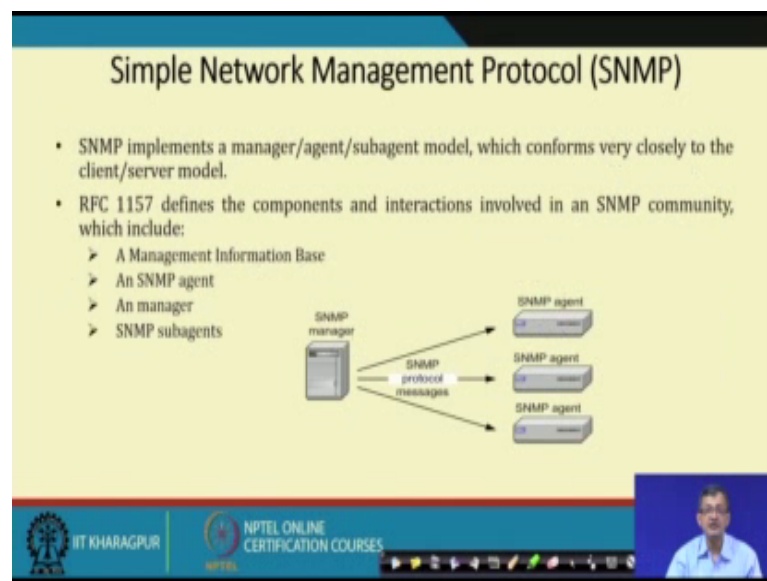 Simple Network Management Protocol (SNMP)
• SNMP implements a manager/agent/subagent model, which conforms very closely to the
client/server model.
• RFC 1157 defines the components and interactions involved in an SNMP community,
which include:
➢ A Management Information Base
➢ An SNMP agent
➢ An manager
➢ SNMP subagents
SNMP
manager
SNMP
protocol
messages
SNMP agent
SNMP agent
SNMP agent
IIT KHARAGPUR
NPTEL
NPTEL ONLINE
CERTIFICATION COURSES